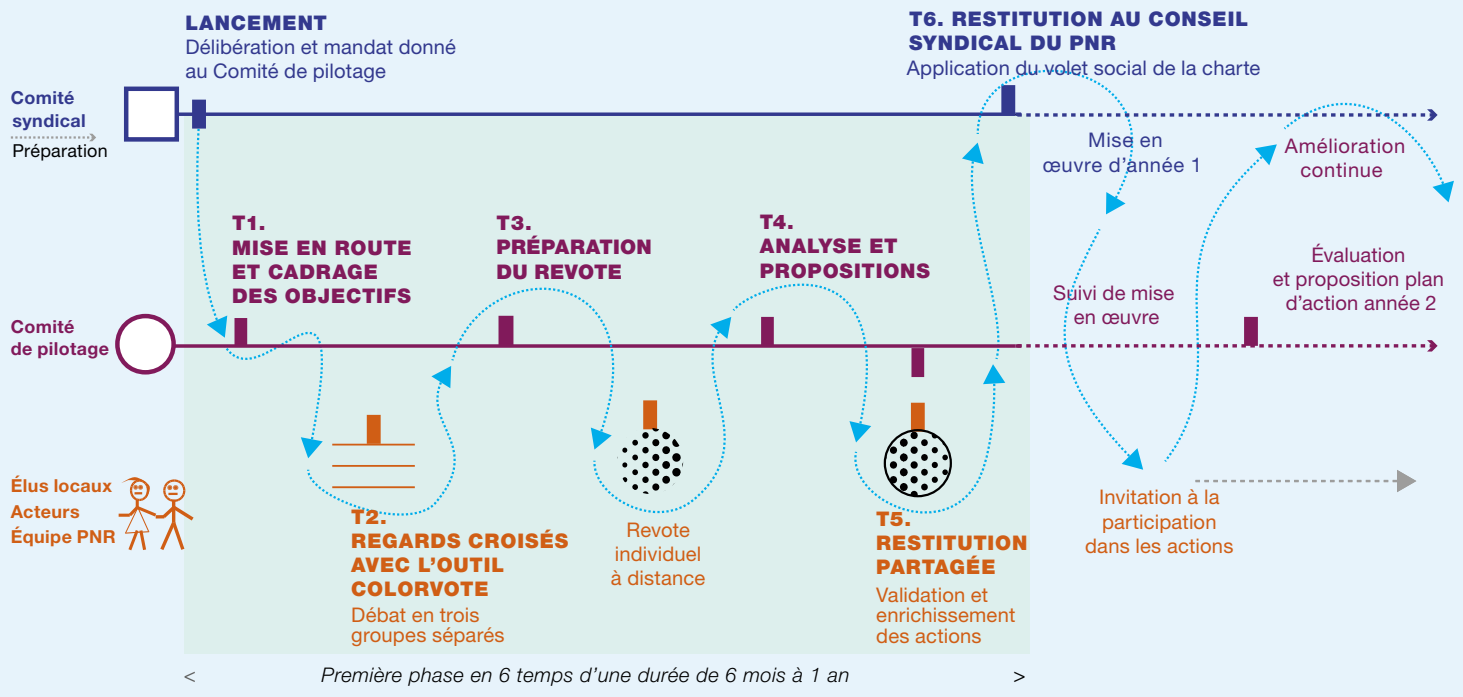 LANCEMENT
Délibération et mandat donné
au Comité de pilotage
T6. RESTITUTION AU CONSEIL
SYNDICAL DU PNR
Application du volet social de la charte
Comité
syndical
Préparation
Mise en
œuvre d’année 1
Amélioration
continue
T1.
MISE EN ROUTE
ET CADRAGE
DES OBJECTIFS
T3.
PRÉPARATION
DU REVOTE
T4.
ANALYSE ET
PROPOSITIONS
Suivi de mise
en œuvre
Évaluation
et proposition plan
d’action année 2
Comité
de pilotage
Élus locaux
Acteurs
Équipe PNR
T2.
REGARDS CROISÉS
AVEC L’OUTIL
COLORVOTE
Débat en trois
groupes séparés
Revote
individuel
à distance
T5.
RESTITUTION
PARTAGÉE
Validation et
enrichissement
des actions
Invitation à la
participation
dans les actions
< Première phase en 6 temps d’une durée de 6 mois à 1 an >